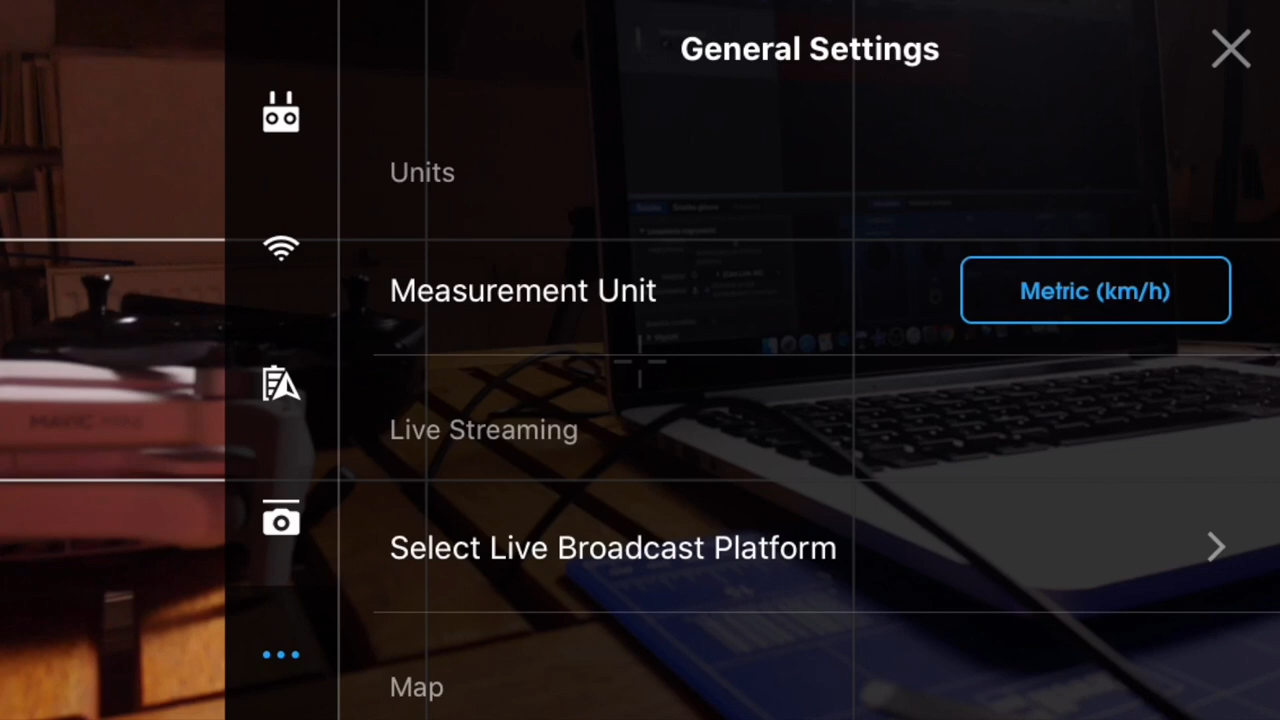 General Settings
Units
Measurement Unit
Metric (km/h)
Live Streaming
Select Live Broadcast Platform
Map